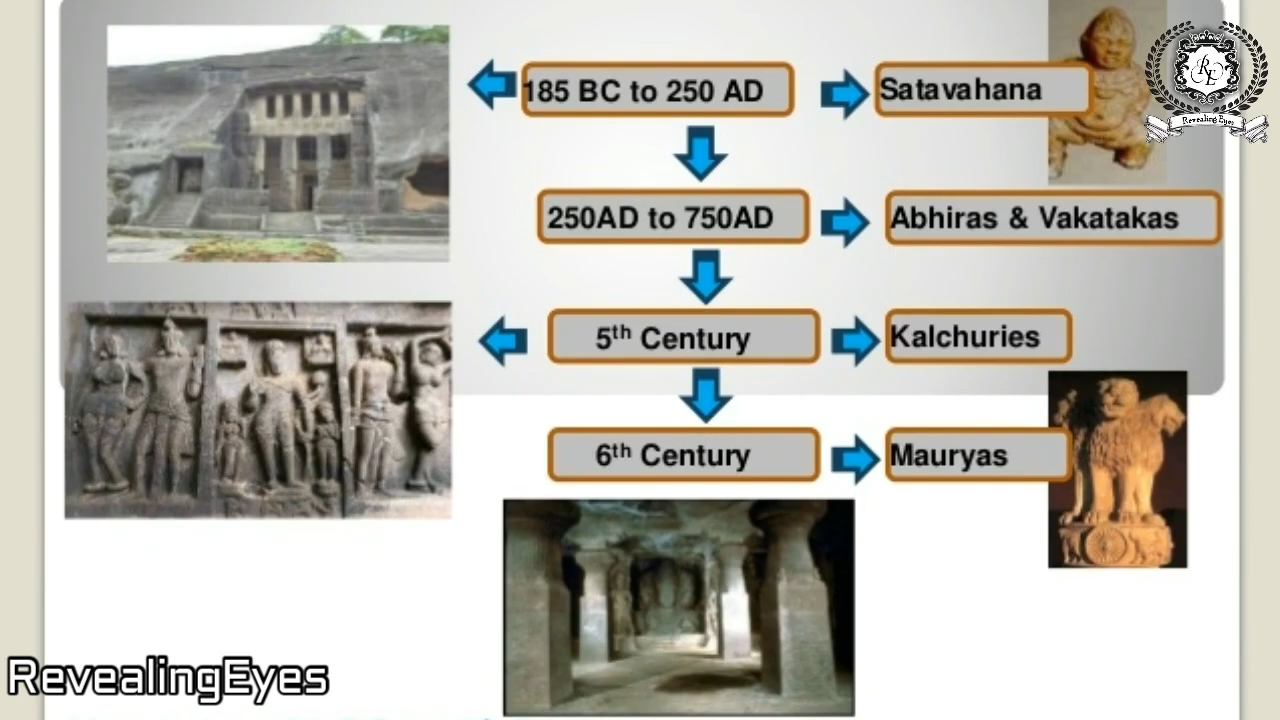 185 BC to 250 AD
Satavahana
Revealing Eyes
250AD to 750AD
Abhiras & Vakatakas
5th Century
Kalchuries
6th Century
Mauryas
RevealingEyes